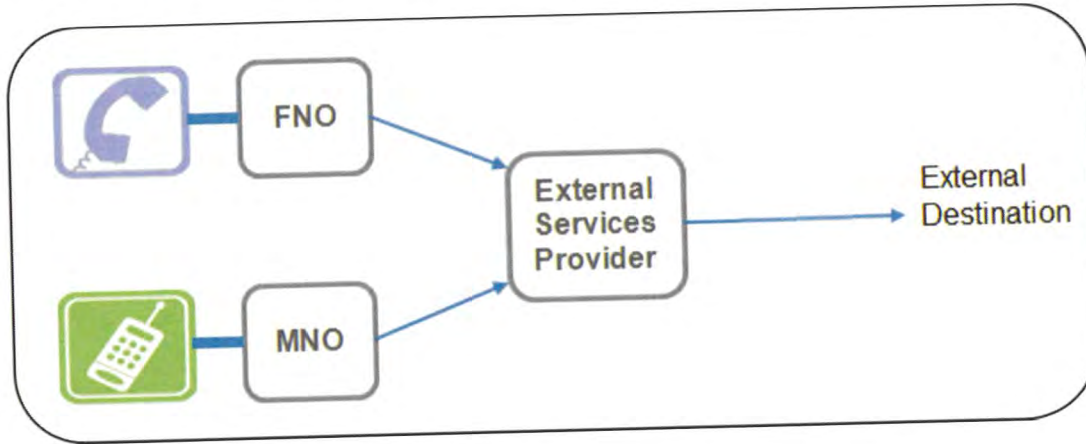 FNO
External
Services
Provider
External
Destination
MNO